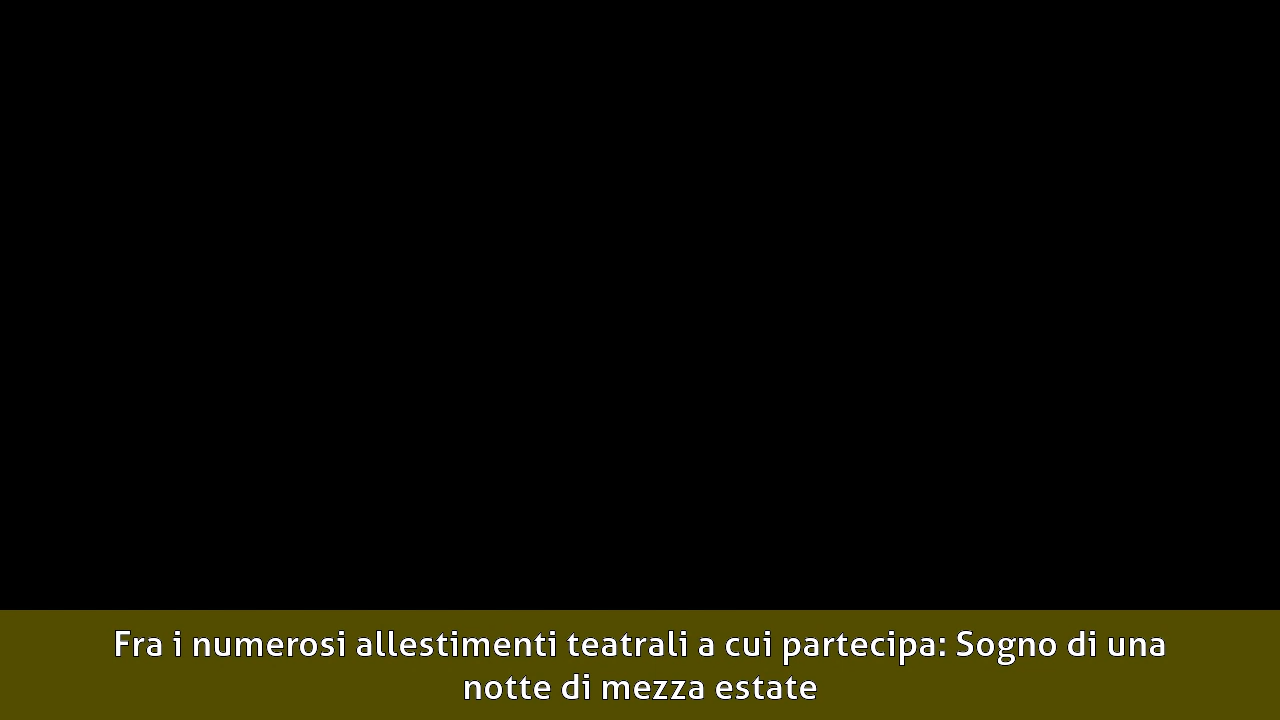 Fra i numerosi allestimenti teatrali a cui partecipa: Sogno di una
notte di mezza estate